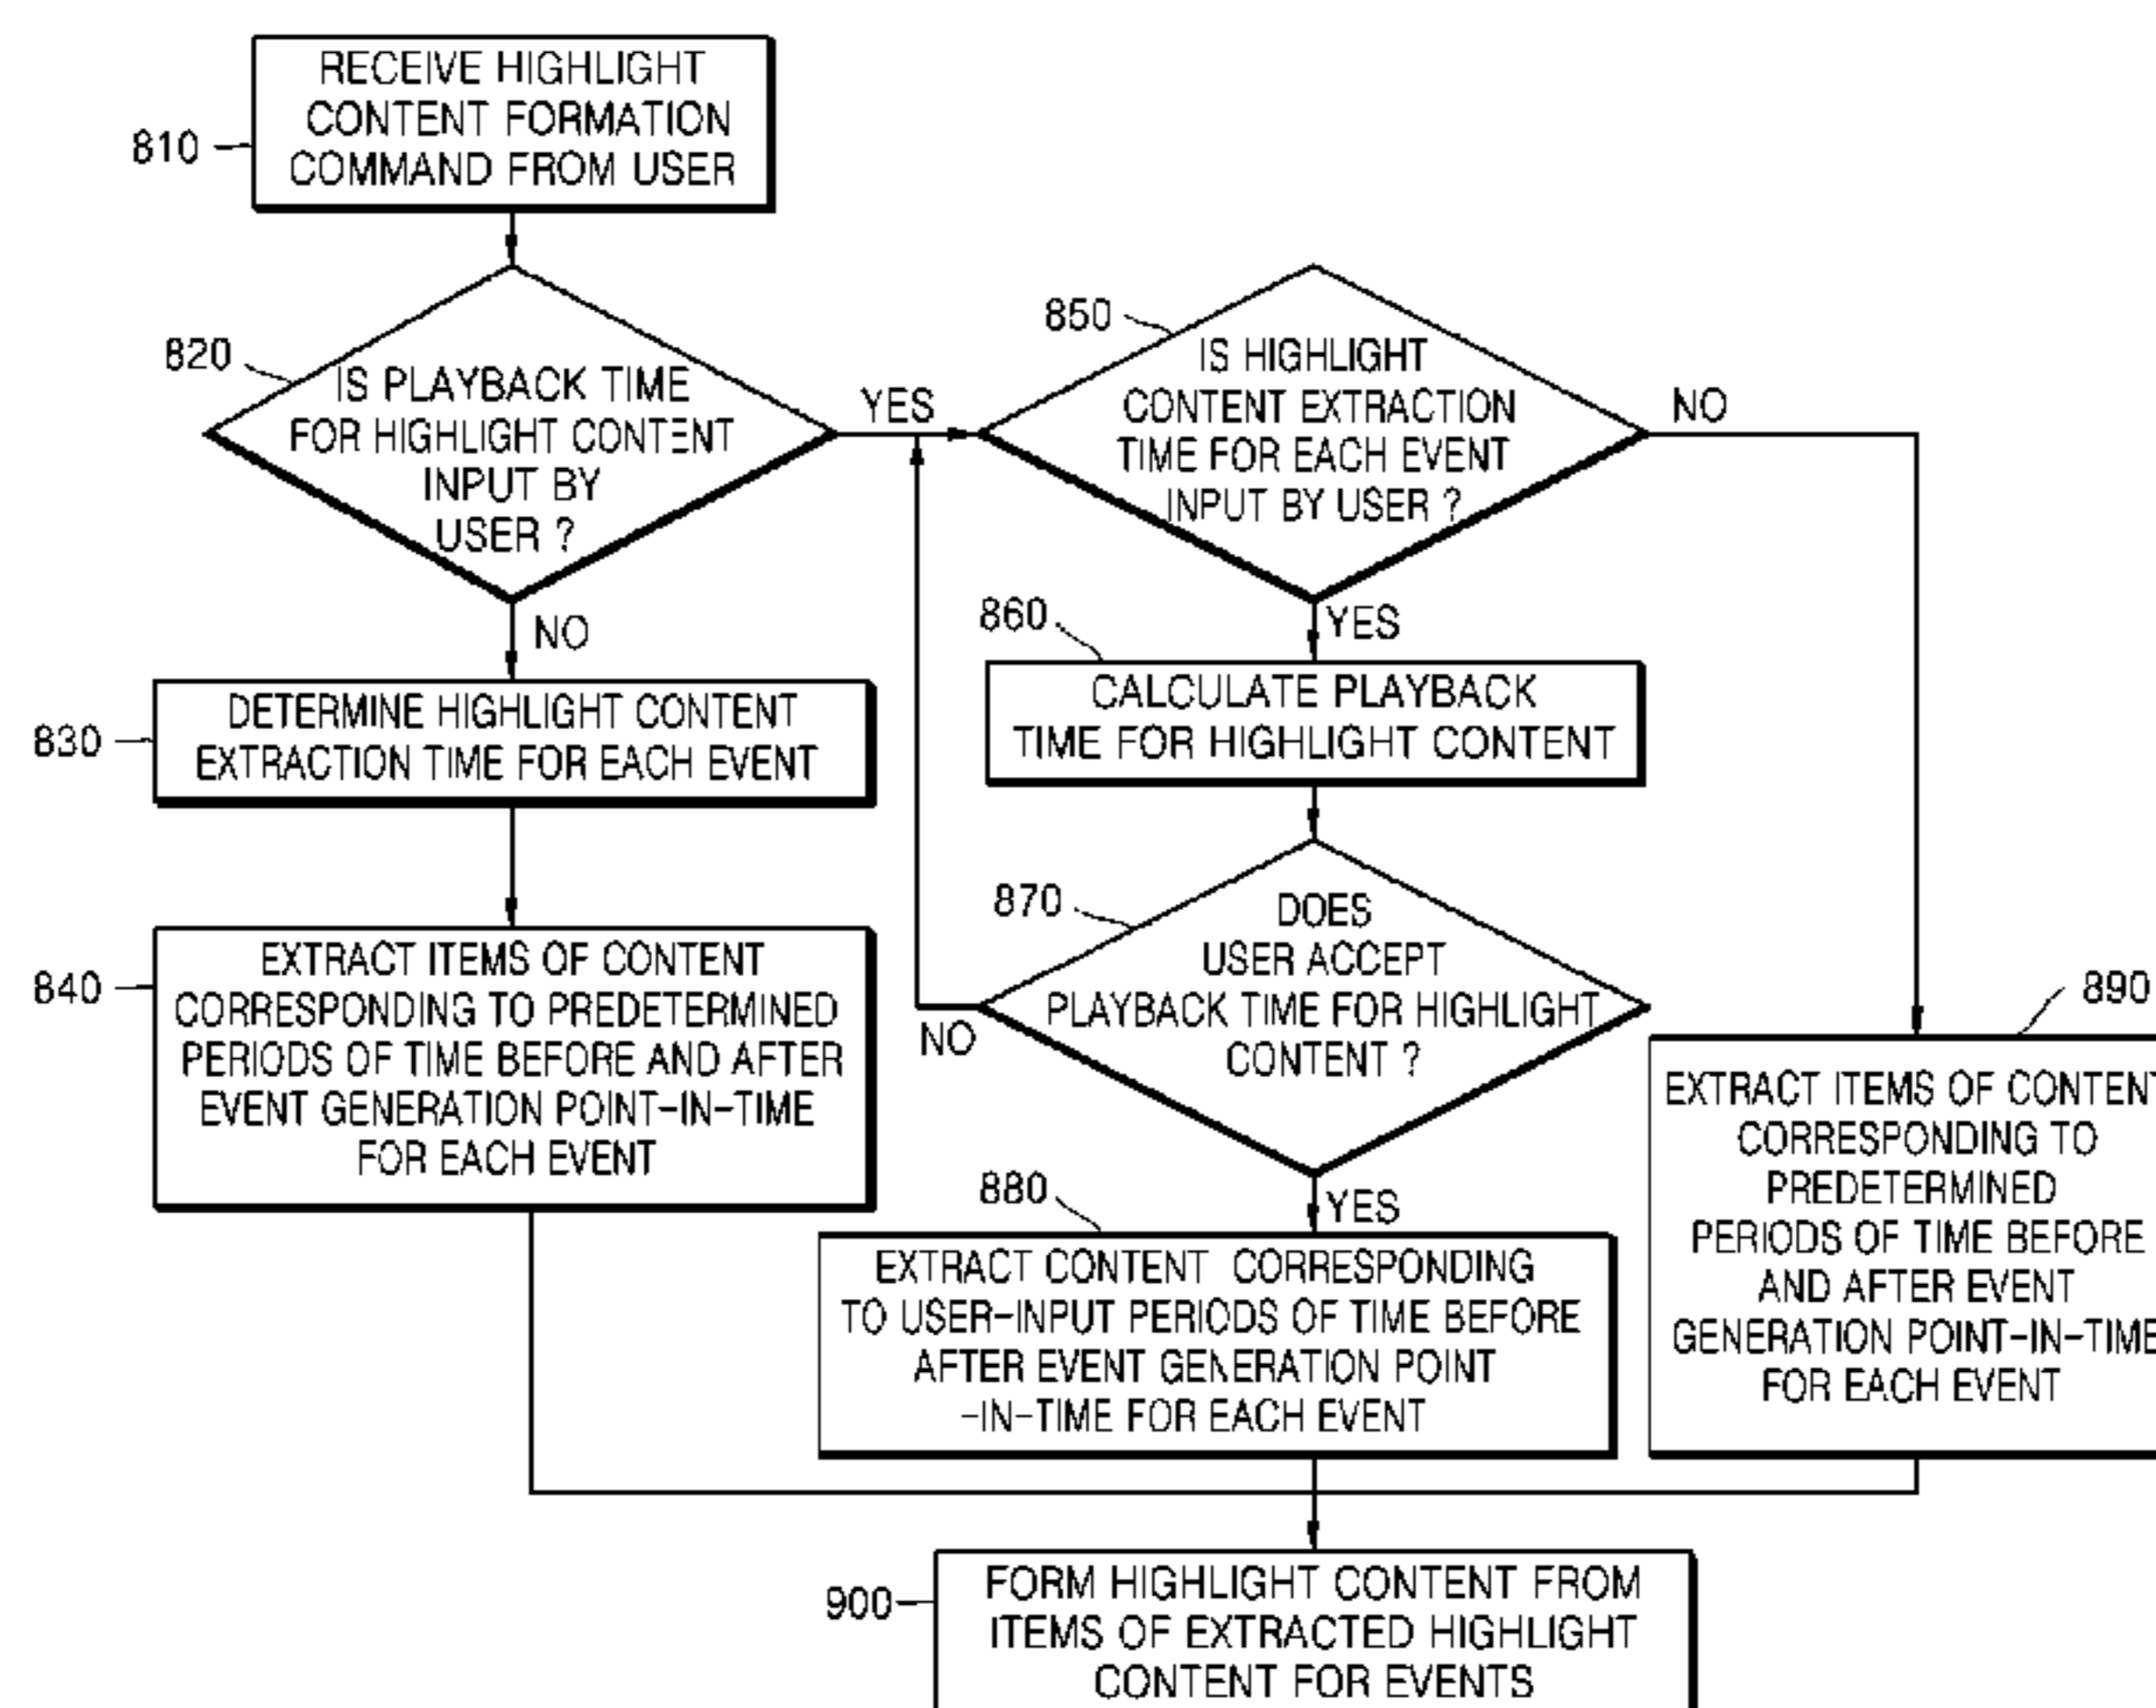 RECEIVE HIGHLIGHT
CONTENT FORMATION
COMMAND FROM USER
810
820
IS PLAYBACK TIME
FOR HIGHLIGHT CONTENT
INPUT BY
USER ?
YES
NO
830
DETERMINE HIGHLIGHT CONTENT
EXTRACTION TIME FOR EACH EVENT
840
EXTRACT ITEMS OF CONTENT
CORRESPONDING TO PREDETERMINED
PERIODS OF TIME BEFORE AND AFTER
EVENT GENERATION POINT-IN-TIME
FOR EACH EVENT
850
IS HIGHLIGHT
CONTENT EXTRACTION
TIME FOR EACH EVENT
INPUT BY USER ?
NO
YES
860
CALCULATE PLAYBACK
TIME FOR HIGHLIGHT CONTENT
870
DOES
USER ACCEPT
PLAYBACK TIME FOR HIGHLIGHT
CONTENT ?
NO
YES
880
EXTRACT CONTENT CORRESPONDING
TO USER-INPUT PERIODS OF TIME BEFORE
AFTER EVENT GENERATION POINT
-IN-TIME FOR EACH EVENT
890
EXTRACT ITEMS OF CONTENT
CORRESPONDING TO
PREDETERMINED
PERIODS OF TIME BEFORE
AND AFTER EVENT
GENERATION POINT-IN-TIME
FOR EACH EVENT
900
FORM HIGHLIGHT CONTENT FROM
ITEMS OF EXTRACTED HIGHLIGHT
CONTENT FOR EVENTS